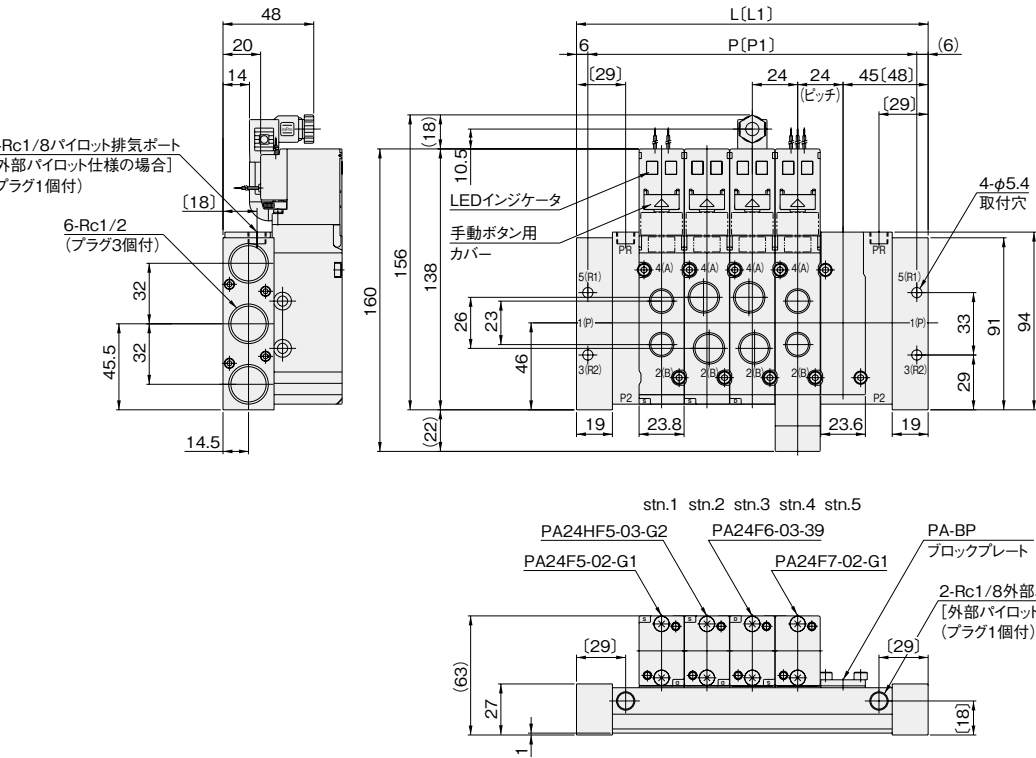 48
20
14
-Rc1/8パイロット排気ポート
外部パイロット仕様の場合]
プラグ1個付)
〔18〕
6-Rc1/2
(プラグ3個付)
32
32
45.5
14.5
L〔L1〕
6
P〔P1〕
(6)
〔29〕
24
24
45〔48〕
(ピッチ)
〔29〕
(18)
10.5
LEDインジケータ
手動ボタン用
カバー
4-φ5.4
取付穴
160
156
138
(22)
26
23
46
PR
PR
5(R1)
4(A)
4(A)
4(A)
4(A)
5(R1)
1(P)
1(P)
3(R2)
2(B)
2(B)
2(B)
2(B)
3(R2)
P2
P2
33
29
91
94
19
23.8
23.6
19
stn.1 stn.2 stn.3 stn.4 stn.5
PA24HF5-03-G2
PA24F6-03-39
PA-BP
ブロックプレート
PA24F5-02-G1
PA24F7-02-G1
2-Rc1/8外部
[外部パイロット
(プラグ1個付)
〔29〕
〔29〕
(63)
27
1
〔18〕